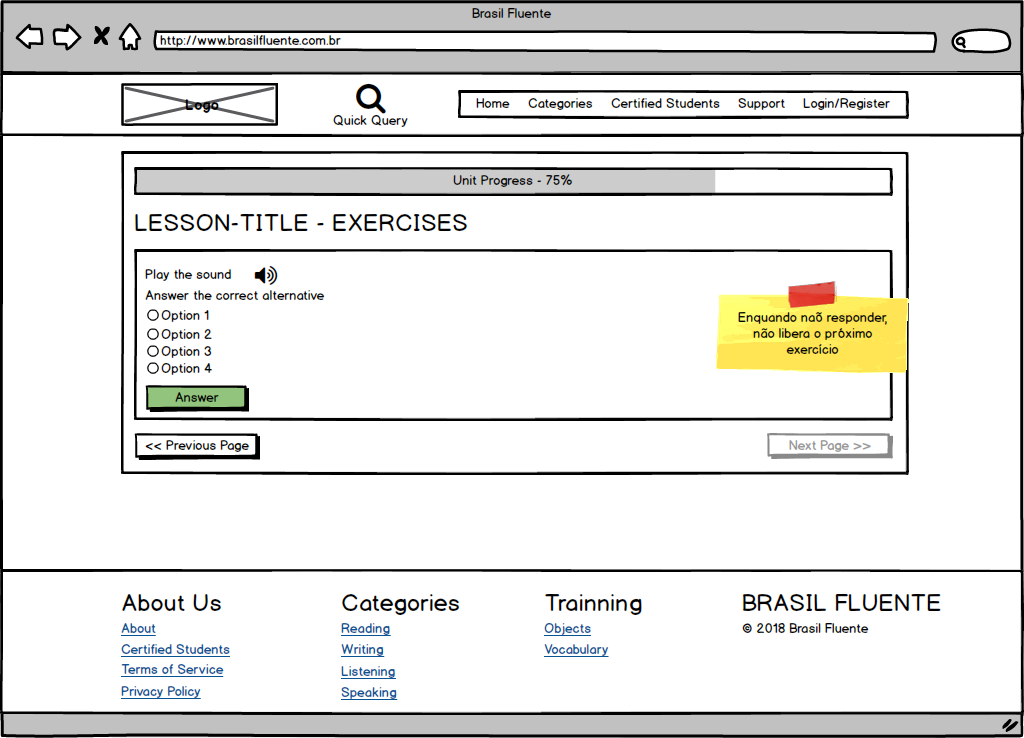 Brasil Fluente
http://www.brasilfluente.com.br
Logo
Quick Query
Home Categories Certified Students Support Login/Register
Unit Progress - 75%
LESSON-TITLE - EXERCISES
Play the sound
Answer the correct alternative
Option 1
Option 2
Option 3
Option 4
Answer
Enquando naõ responder,
não libera o próximo
exercício
<< Previous Page
Next Page >>
About Us
About
Certified Students
Terms of Service
Privacy Policy
Categories
Reading
Writing
Listening
Speaking
Trainning
Objects
Vocabulary
BRASIL FLUENTE
© 2018 Brasil Fluente